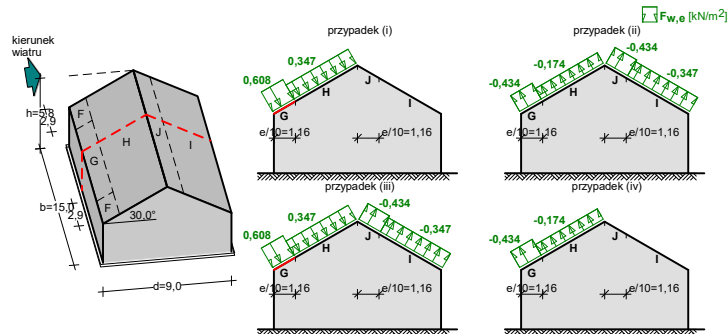 F w,e [kN/m²]
kierunek
wiatru
h=5,8
2,9
F
G
H
J
I
F
b=15,0
2,9
30.0°
d=9,0
przypadek (i)
0,608
0,347
G
H
J
I
e/10=1,16
e/10=1,16
przypadek (ii)
-0,434
-0,174
-0,434
-0,347
G
H
J
I
e/10=1,16
e/10=1,16
przypadek (iii)
0,608
0,347
-0,434
-0,347
G
H
J
I
e/10=1,16
e/10=1,16
przypadek (iv)
-0,434
-0,174
G
H
J
I
e/10=1,16
e/10=1,16